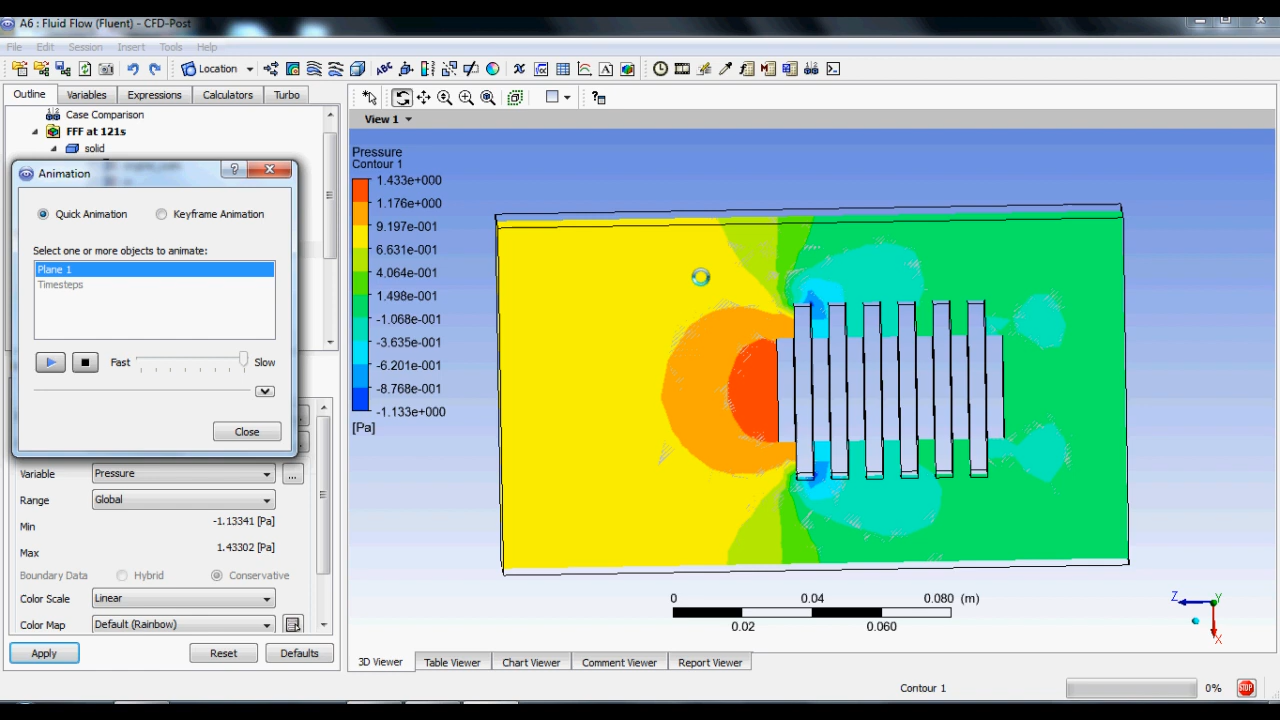 A6 : Fluid Flow (Fluent) - CFD-Post
File Edit Session Insert Tools Help
Location
Outline Variables Expressions Calculators Turbo
Case Comparison
FFF at 121s
solid
Animation
Quick Animation Keyframe Animation
Select one or more objects to animate:
Plane 1
Timesteps
Fast Slow
Close
Variable Pressure
Range Global
Min -1.13341 [Pa]
Max 1.43302 [Pa]
Boundary Data Hybrid Conservative
Color Scale Linear
Color Map Default (Rainbow)
Apply Reset Defaults
View 1
Pressure
Contour 1
1.433e+000
1.176e+000
9.197e-001
6.631e-001
4.064e-001
1.498e-001
-1.068e-001
-3.635e-001
-6.201e-001
-8.768e-001
-1.133e+000
[Pa]
0 0.04 0.080 (m)
0.02 0.060
Z Y
X
3D Viewer Table Viewer Chart Viewer Comment Viewer Report Viewer
Contour 1 0% STOP